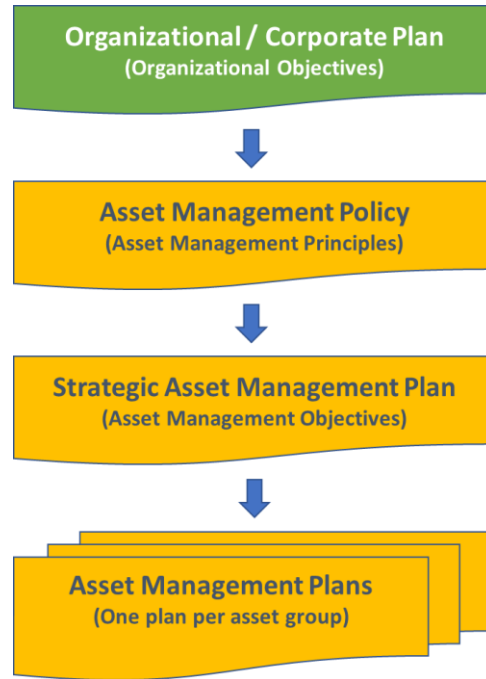 Organizational / Corporate Plan
(Organizational Objectives)
Asset Management Policy
(Asset Management Principles)
Strategic Asset Management Plan
(Asset Management Objectives)
Asset Management Plans
(One plan per asset group)